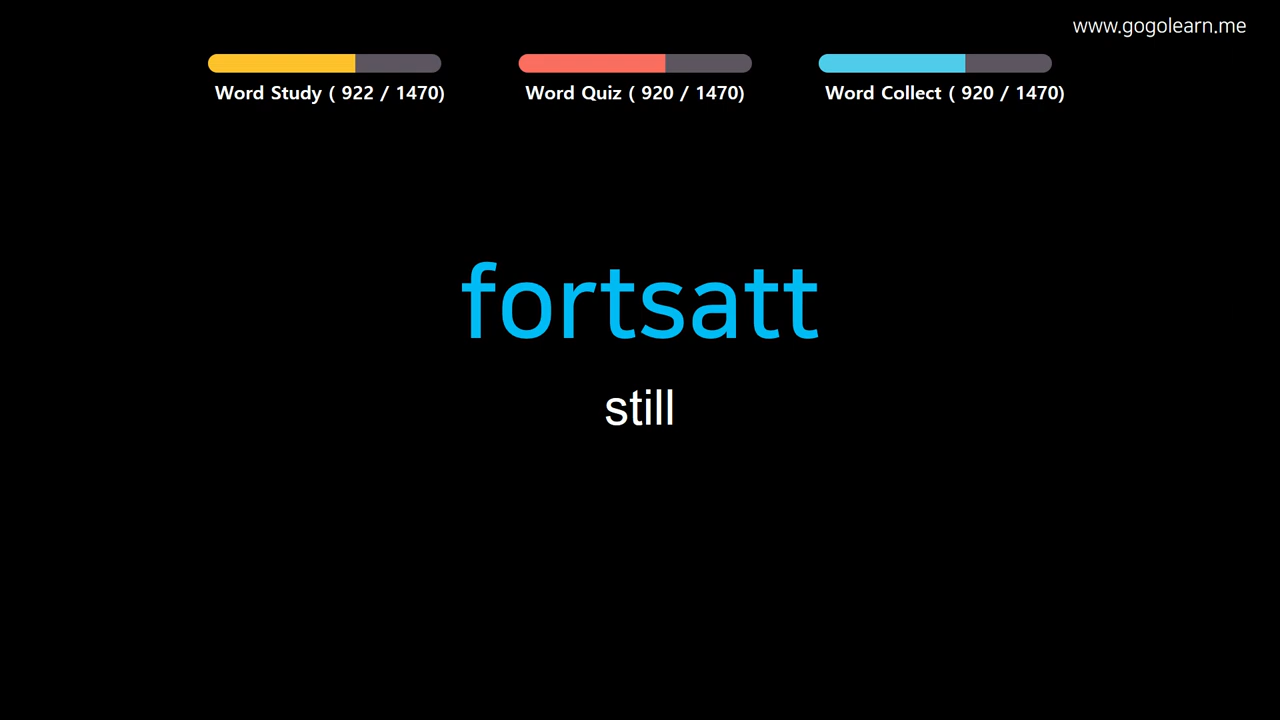 www.gogolearn.me
Word Study ( 922 / 1470)
Word Quiz ( 920 / 1470)
Word Collect ( 920 / 1470)
fortsatt
still